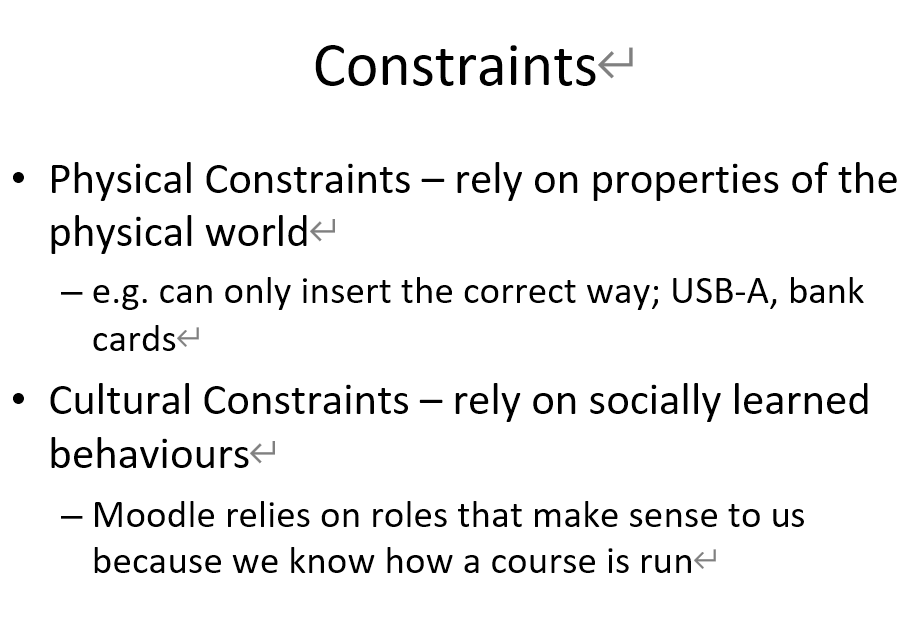 Constraints
• Physical Constraints – rely on properties of the
physical world
– e.g. can only insert the correct way; USB-A, bank
cards
• Cultural Constraints – rely on socially learned
behaviours
– Moodle relies on roles that make sense to us
because we know how a course is run